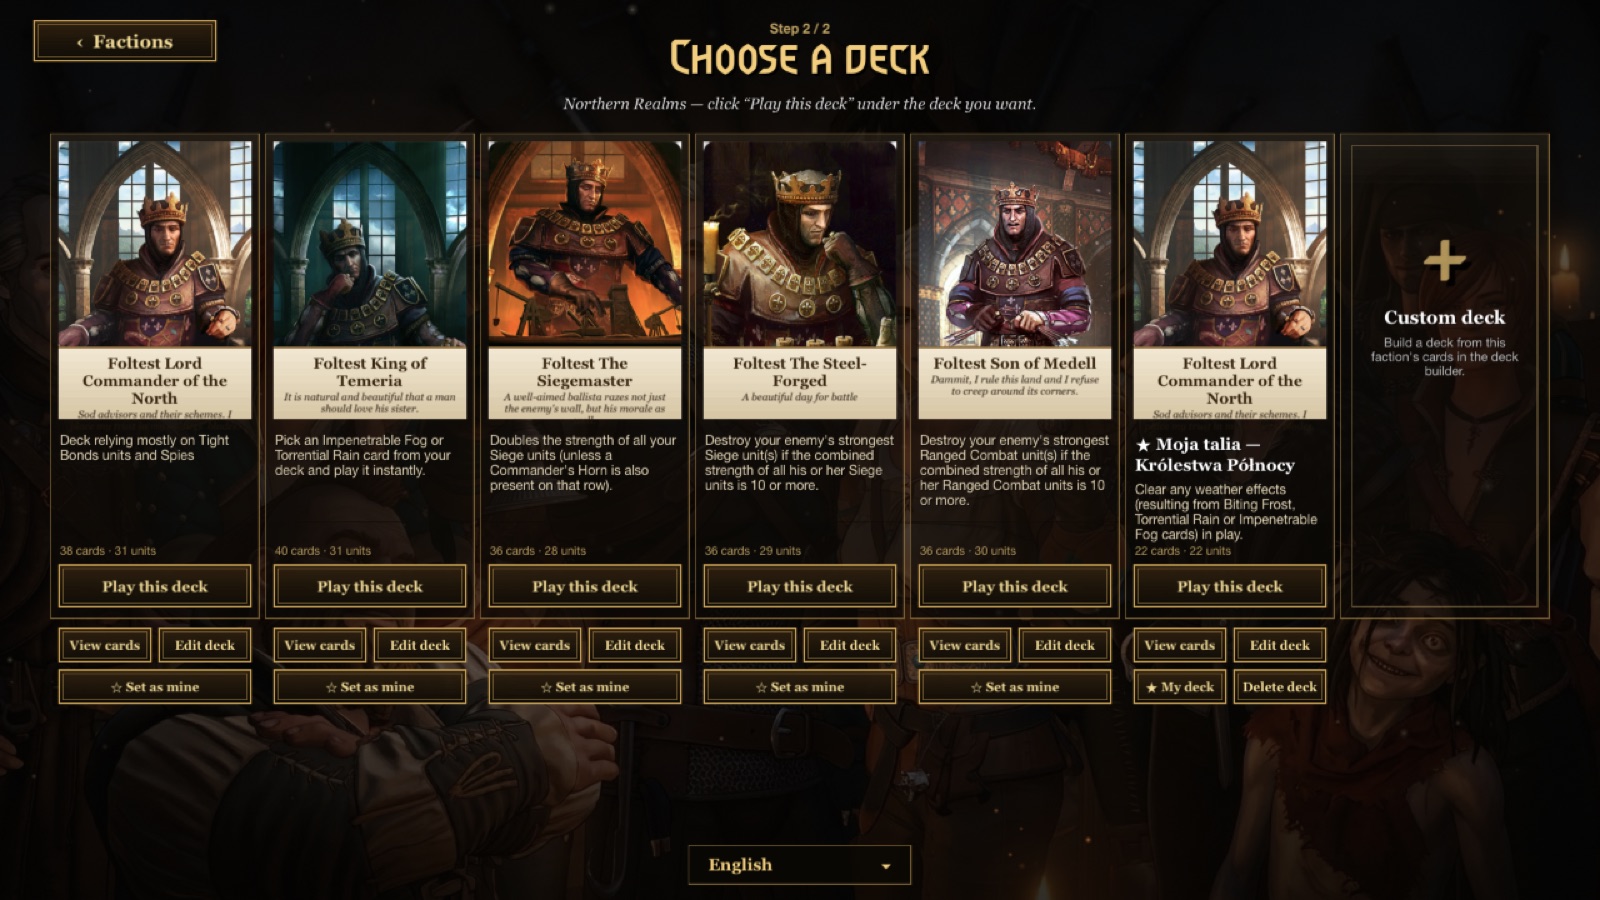 ‹ Factions
Step 2 / 2
Choose a deck
Northern Realms — click “Play this deck” under the deck you want.
Foltest Lord
Commander of the
North
Sod advisors and their schemes. I
Deck relying mostly on Tight
Bonds units and Spies
38 cards · 31 units
Play this deck
View cards
Edit deck
☆ Set as mine
Foltest King of
Temeria
It is natural and beautiful that a man
should love his sister.
Pick an Impenetrable Fog or
Torrential Rain card from your
deck and play it instantly.
40 cards · 31 units
Play this deck
View cards
Edit deck
☆ Set as mine
Foltest The
Siegemaster
A well-aimed ballista razes not just
the enemy's wall, but his morale as
Doubles the strength of all your
Siege units (unless a
Commander's Horn is also
present on that row).
36 cards · 28 units
Play this deck
View cards
Edit deck
☆ Set as mine
Foltest The Steel-
Forged
A beautiful day for battle
Destroy your enemy's strongest
Siege unit(s) if the combined
strength of all his or her Siege
units is 10 or more.
36 cards · 29 units
Play this deck
View cards
Edit deck
☆ Set as mine
Foltest Son of Medell
Dammit, I rule this land and I refuse
to creep around its corners.
Destroy your enemy's strongest
Ranged Combat unit(s) if the
combined strength of all his or
her Ranged Combat units is 10
or more.
36 cards · 30 units
Play this deck
View cards
Edit deck
☆ Set as mine
Foltest Lord
Commander of the
North
Sod advisors and their schemes. I
★ Moja talia —
Królestwa Północy
Clear any weather effects
(resulting from Biting Frost,
Torrential Rain or Impenetrable
Fog cards) in play.
22 cards · 22 units
Play this deck
View cards
Edit deck
★ My deck
Delete deck
Custom deck
Build a deck from this
faction's cards in the deck
builder.
English